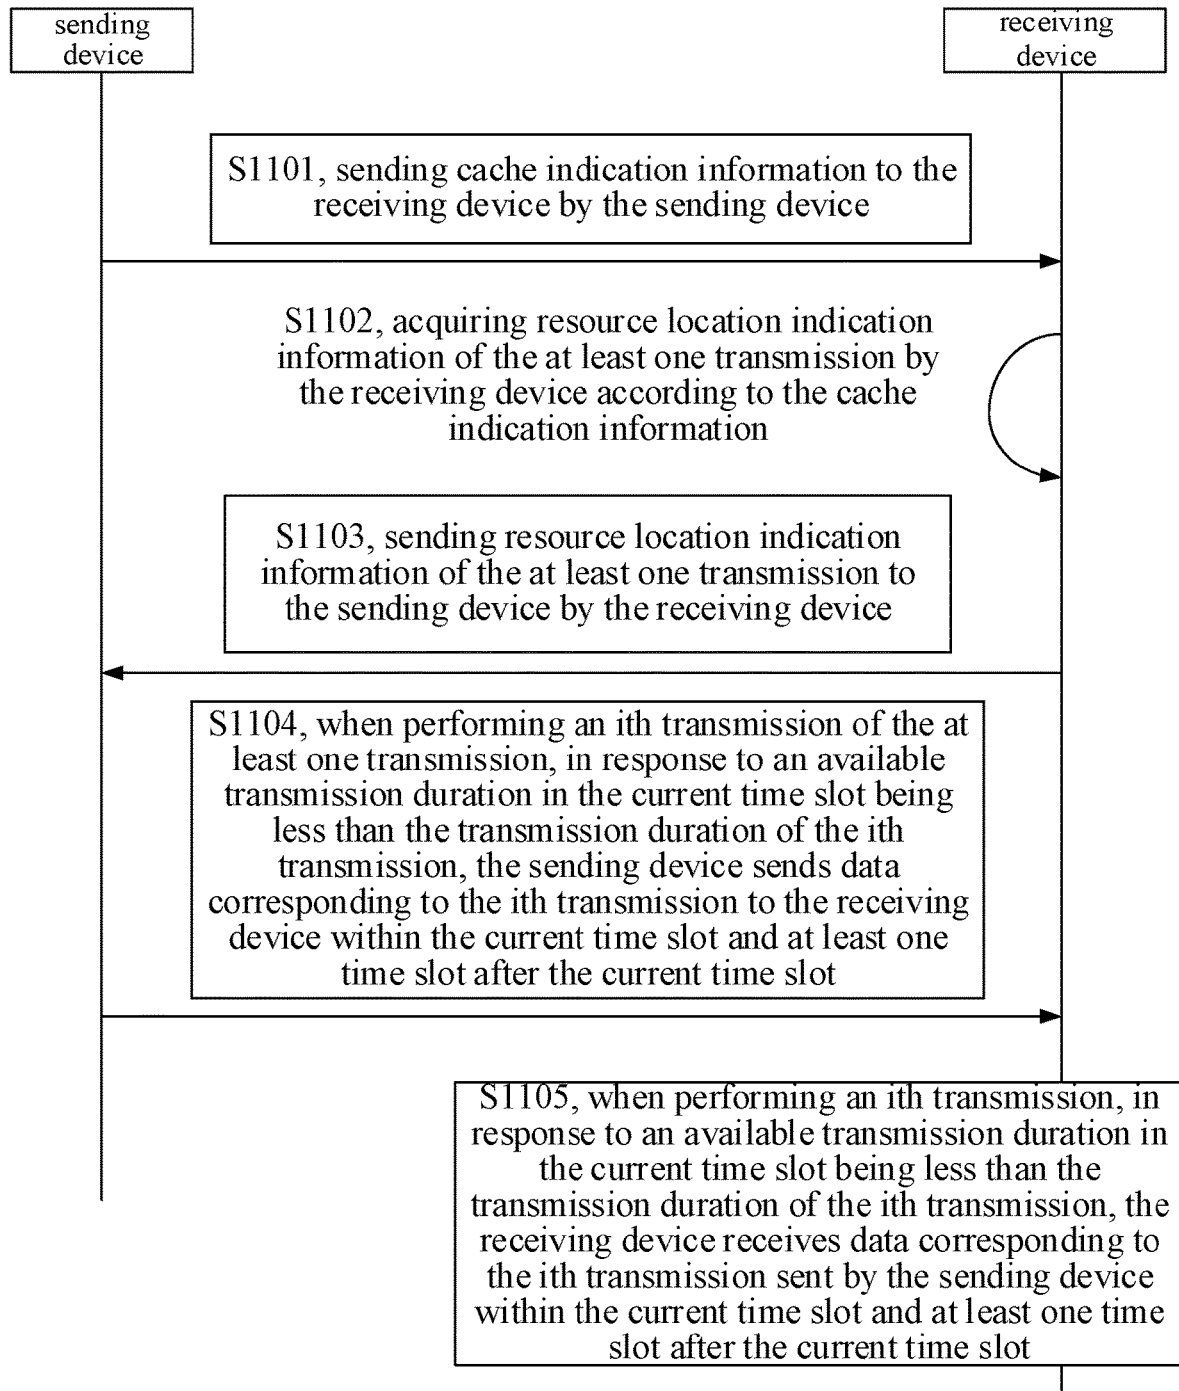 sending
device
receiving
device
S1101, sending cache indication information to the
receiving device by the sending device
S1102, acquiring resource location indication
information of the at least one transmission by
the receiving device according to the cache
indication information
S1103, sending resource location indication
information of the at least one transmission to
the sending device by the receiving device
S1104, when performing an ith transmission of the at
least one transmission, in response to an available
transmission duration in the current time slot being
less than the transmission duration of the ith
transmission, the sending device sends data
corresponding to the ith transmission to the receiving
device within the current time slot and at least one
time slot after the current time slot
S1105, when performing an ith transmission, in
response to an available transmission duration in
the current time slot being less than the
transmission duration of the ith transmission, the
receiving device receives data corresponding to
the ith transmission sent by the sending device
within the current time slot and at least one time
slot after the current time slot